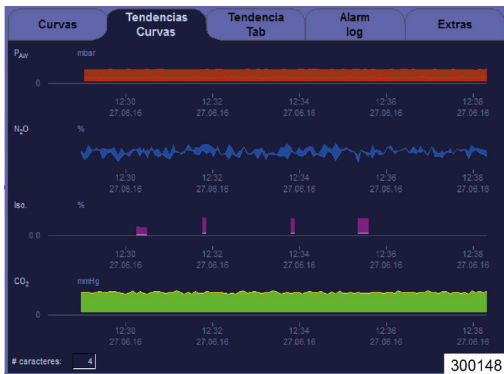 Curvas
Tendencias
Curvas
Tendencia
Tab
Alarm
log
Extras
PAW mbar
0
12:30 12:32 12:34 12:36 12:38
27.06.16 27.06.16 27.06.16 27.06.16 27.06.16
N2O %
12:30 12:32 12:34 12:36 12:38
27.06.16 27.06.16 27.06.16 27.06.16 27.06.16
Iso. %
0.0
12:30 12:32 12:34 12:36 12:38
27.06.16 27.06.16 27.06.16 27.06.16 27.06.16
CO2 mmHg
0
12:30 12:32 12:34 12:36 12:38
27.06.16 27.06.16 27.06.16 27.06.16 27.06.16
# caracteres: 4
300148